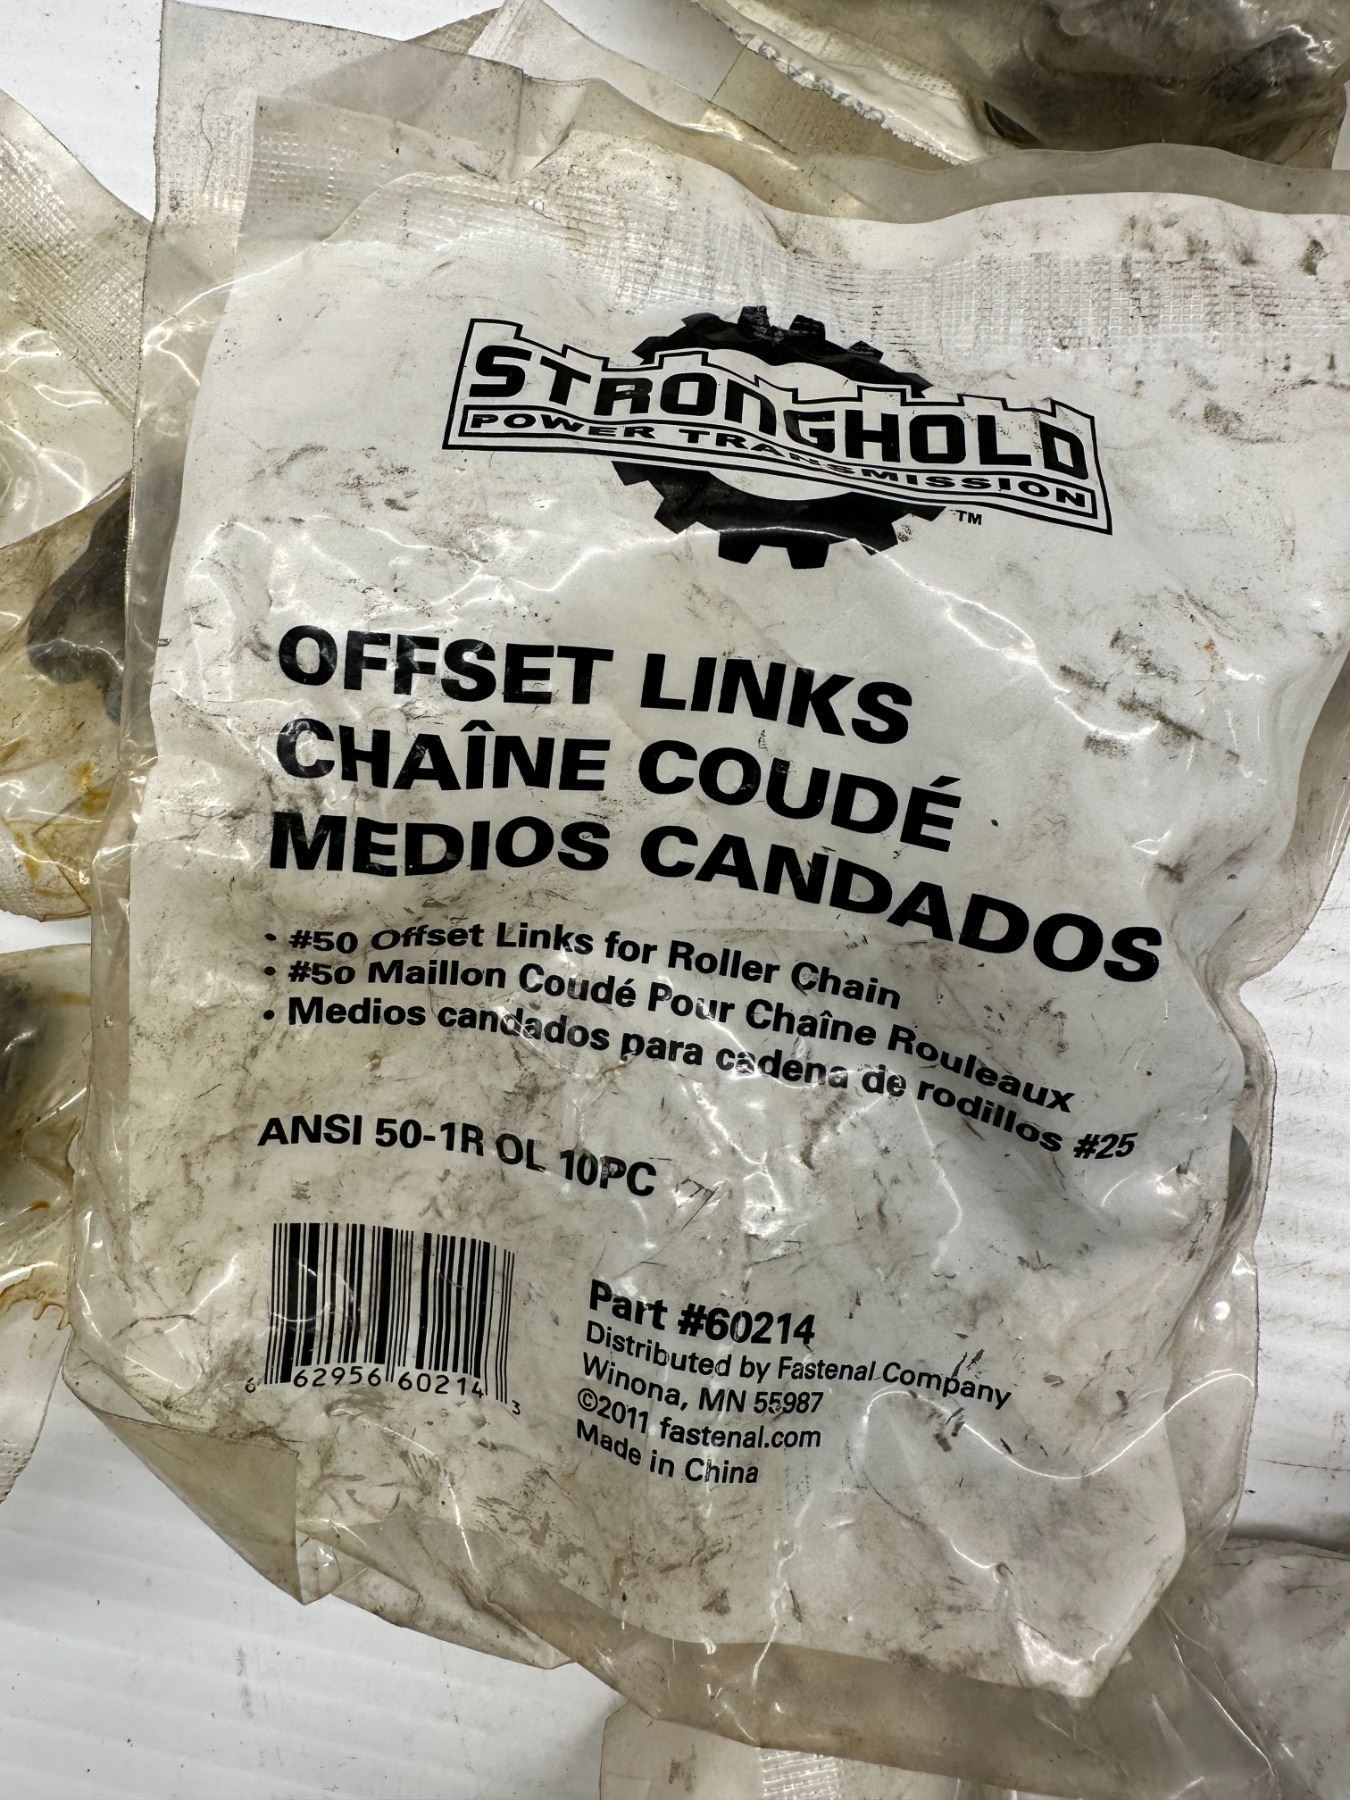 STRONGHOLD
POWER TRANSMISSION
™
OFFSET LINKS
CHAÎNE COUDÉ
MEDIOS CANDADOS
• #50 Offset Links for Roller Chain
• #50 Maillon Coudé Pour Chaîne Rouleaux
• Medios candados para cadena de rodillos #25
ANSI 50-1R OL 10PC
6 62956 60214 3
Part #60214
Distributed by Fastenal Company
Winona, MN 55987
©2011 fastenal.com
Made in China